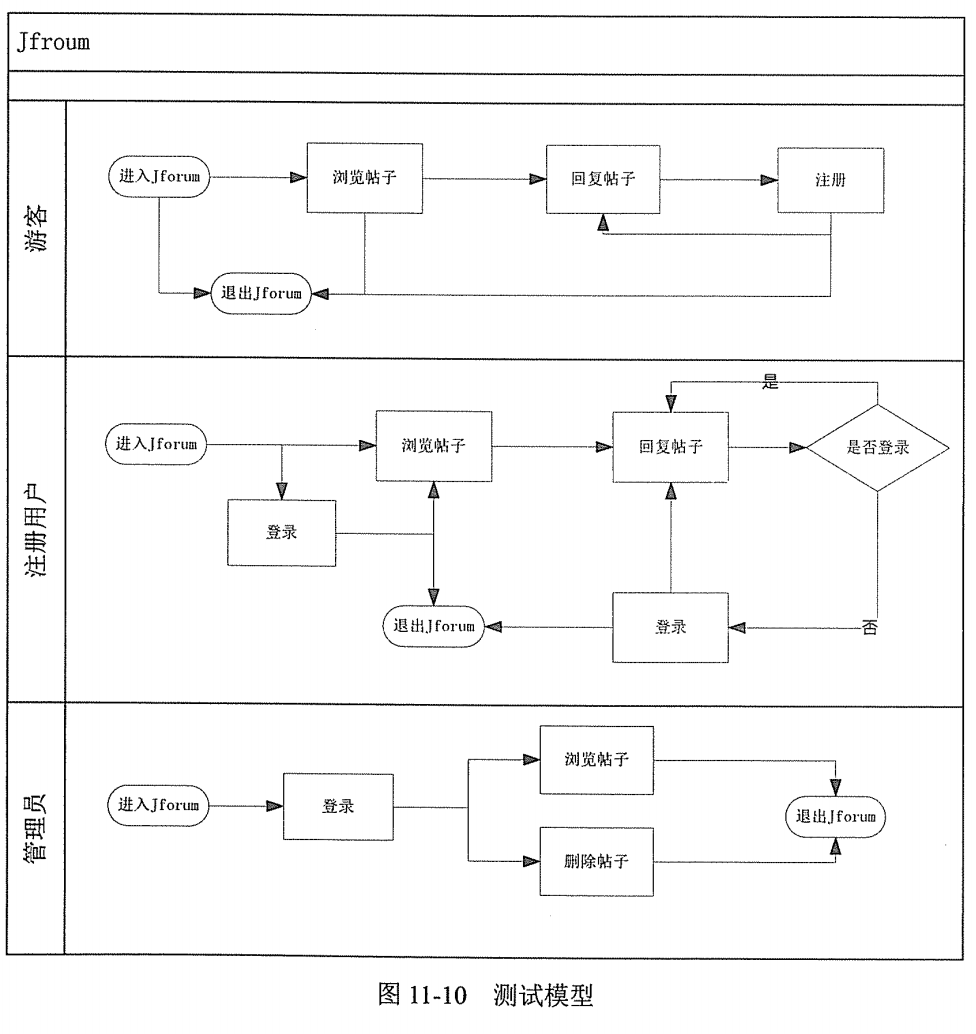 Jfroum
游客
进入Jforum
浏览帖子
回复帖子
注册
退出Jforum
注册用户
是
进入Jforum
浏览帖子
回复帖子
是否登录
登录
退出Jforum
登录
否
管理员
进入Jforum
登录
浏览帖子
退出Jforum
删除帖子
图 11-10 测试模型